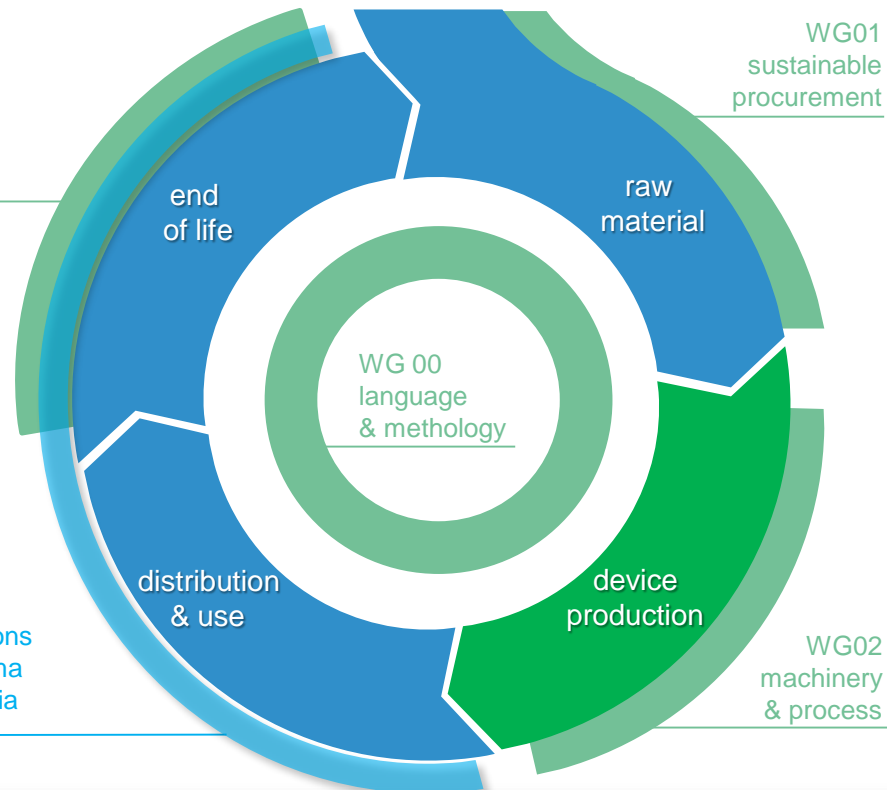 WG01
sustainable
procurement
raw
material
end
of life
WG 00
language
& methology
distribution
& use
device
production
WG02
machinery
& process